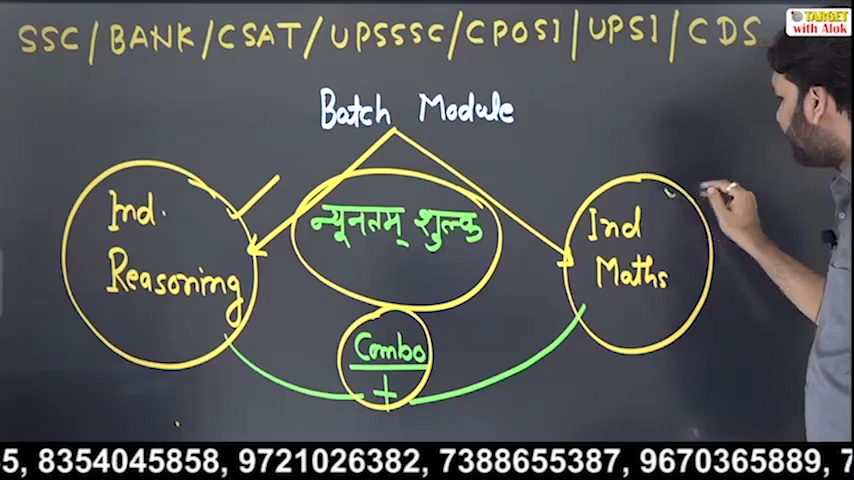 SSC/BANK/CSAT/UPSSSC/CPOSI/UPSI/CDS
TARGET
with Alok
Batch Module
Ind.
Reasoning
न्यूनतम् शुल्क
Ind
Maths
Combo
+
5, 8354045858, 9721026382, 7388655387, 9670365889, 7